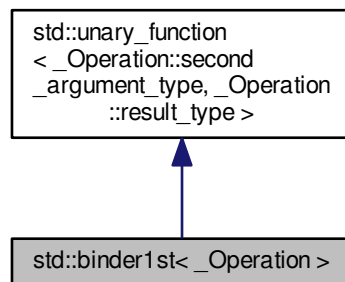 std::unary_function
< _Operation::second
_argument_type, _Operation
::result_type >
std::binder1st< _Operation >